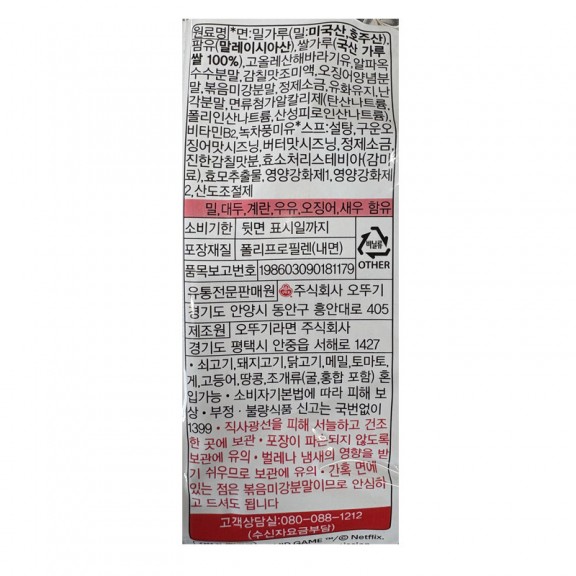 원료명*면:밀가루(밀:미국산,호주산)
팜유(말레이시아산),쌀가루(국산 가루
쌀 100%),고올레산해바라기유,알파옥
수수분말,감칠맛조미액,오징어양념분
말,볶음미강분말,정제소금,유화유지,난
각분말,면류첨가알칼리제(탄산나트륨,
폴리인산나트륨,산성피로인산나트륨),
비타민B2,녹차풍미유*스프:설탕,구운오
징어맛시즈닝,버터맛시즈닝,정제소금,
진한감칠맛분,효소처리스테비아(감미
료),효모추출물,영양강화제1,영양강화제
2,산도조절제
밀,대두,계란,우유,오징어,새우 함유
소비기한 뒷면 표시일까지
포장재질 폴리프로필렌(내면)
비닐류
OTHER
품목보고번호 198603090181179
유통전문판매원 주식회사 오뚜기
경기도 안양시 동안구 흥안대로 405
제조원 오뚜기라면 주식회사
경기도 평택시 안중읍 서해로 1427
· 쇠고기,돼지고기,닭고기,메밀,토마토,
게,고등어,땅콩,조개류(굴,홍합 포함) 혼
입가능 · 소비자기본법에 따라 피해 보
상 · 부정 · 불량식품 신고는 국번없이
1399 · 직사광선을 피해 서늘하고 건조
한 곳에 보관 · 포장이 파손되지 않도록
보관에 유의 · 벌레나 냄새의 영향을 받
기 쉬우므로 보관에 유의 · 간혹 면에
있는 점은 볶음미강분말이므로 안심하
고 드셔도 됩니다
고객상담실:080-088-1212
(수신자요금부담)
GAME ™/© Netflix.